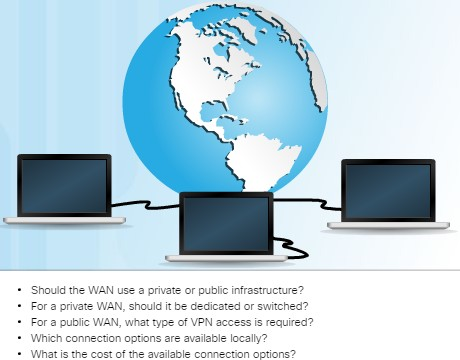 • Should the WAN use a private or public infrastructure?
• For a private WAN, should it be dedicated or switched?
• For a public WAN, what type of VPN access is required?
• Which connection options are available locally?
• What is the cost of the available connection options?